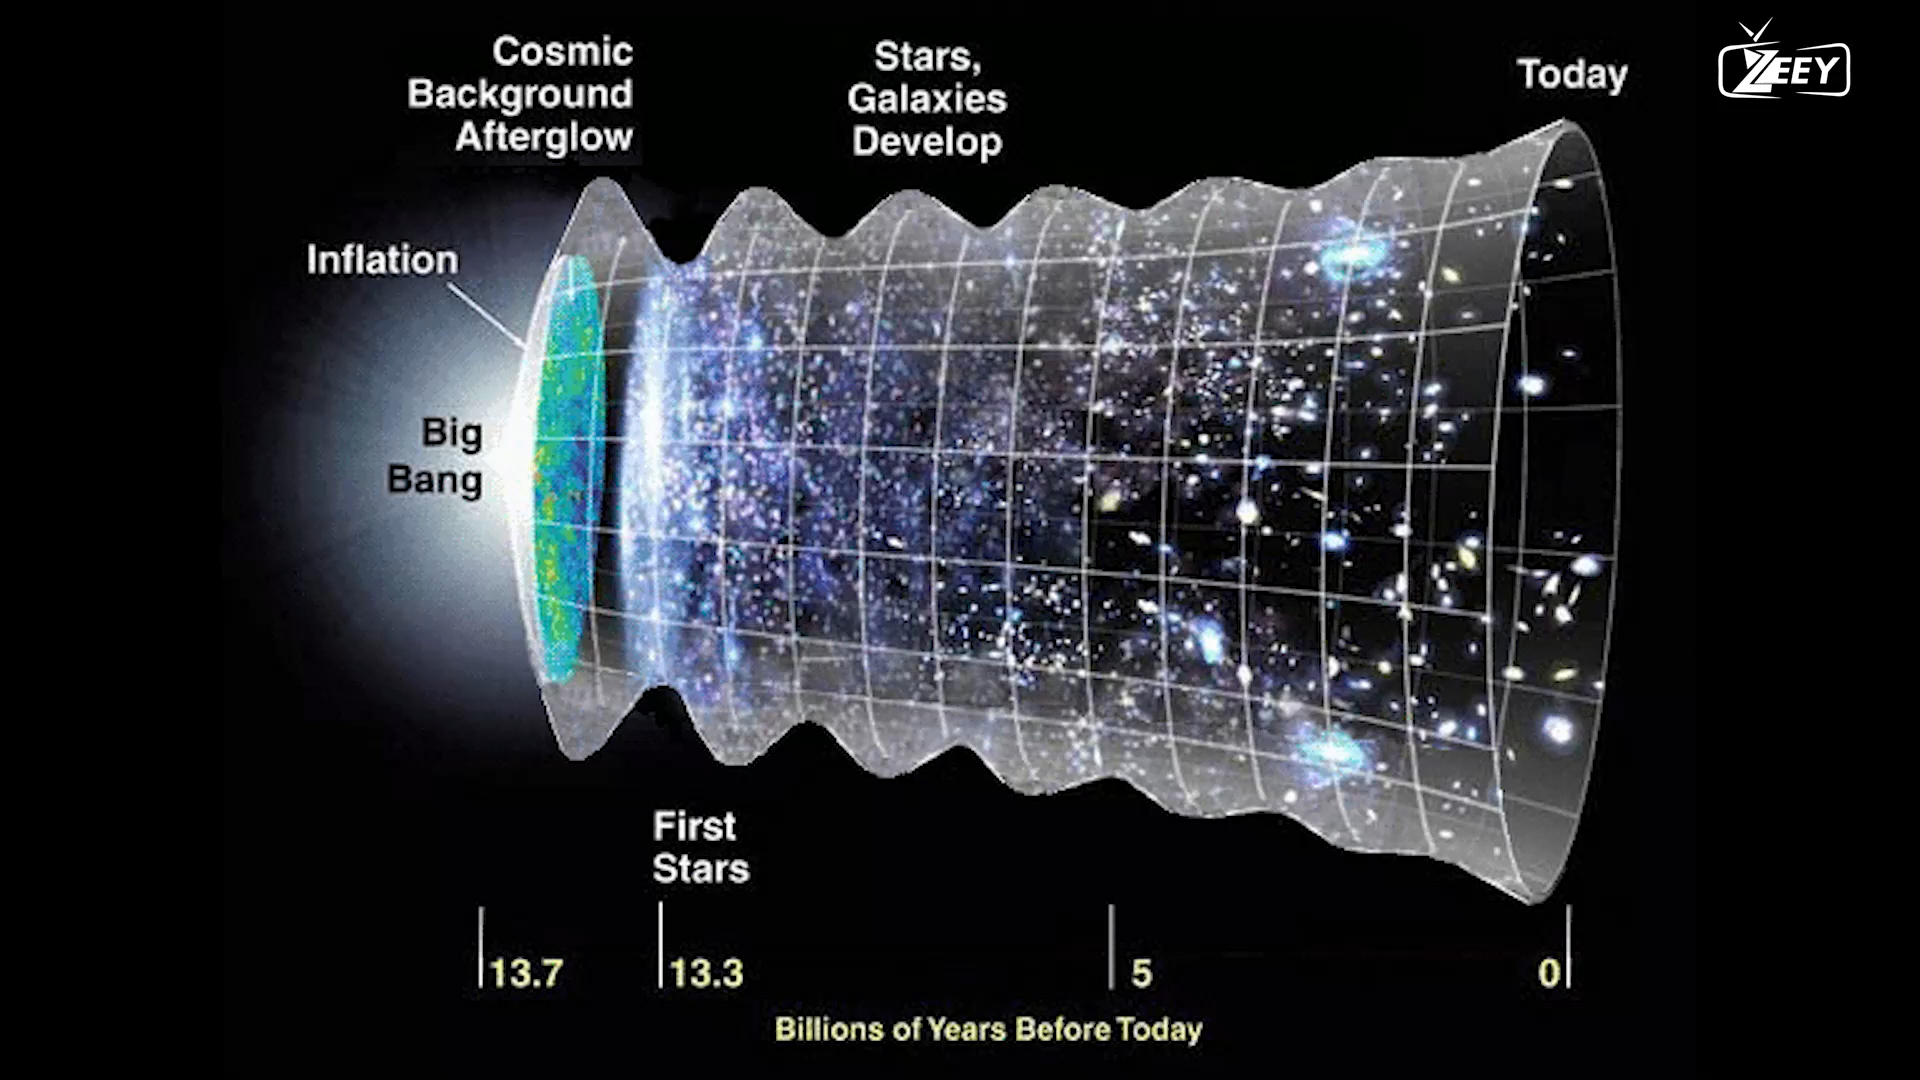 Cosmic
Background
Afterglow
Stars,
Galaxies
Develop
Today
ZEEY
Inflation
Big
Bang
First
Stars
13.7
13.3
5
0
Billions of Years Before Today